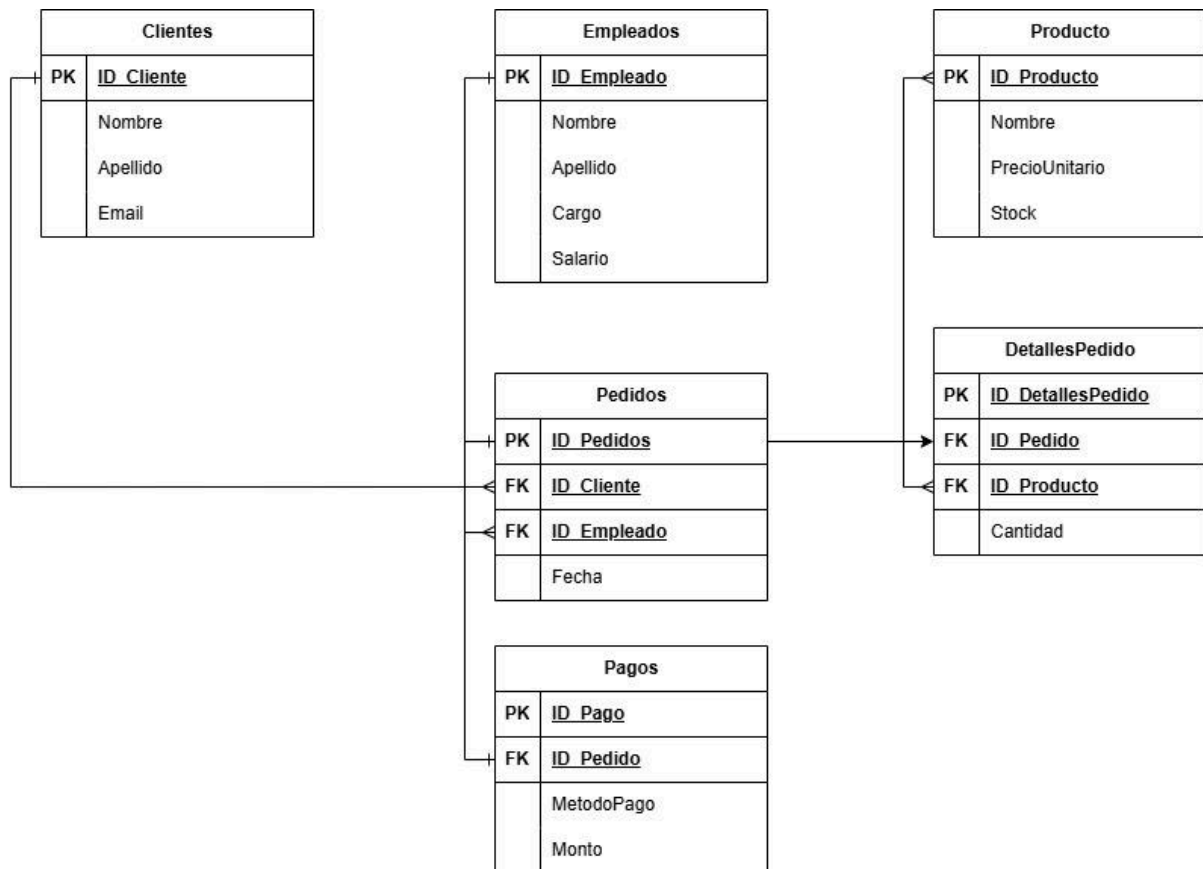 Clientes
PK ID_Cliente
Nombre
Apellido
Email
Empleados
PK ID_Empleado
Nombre
Apellido
Cargo
Salario
Producto
PK ID_Producto
Nombre
PrecioUnitario
Stock
Pedidos
PK ID_Pedidos
FK ID_Cliente
FK ID_Empleado
Fecha
DetallesPedido
PK ID_DetallesPedido
FK ID_Pedido
FK ID_Producto
Cantidad
Pagos
PK ID_Pago
FK ID_Pedido
MetodoPago
Monto